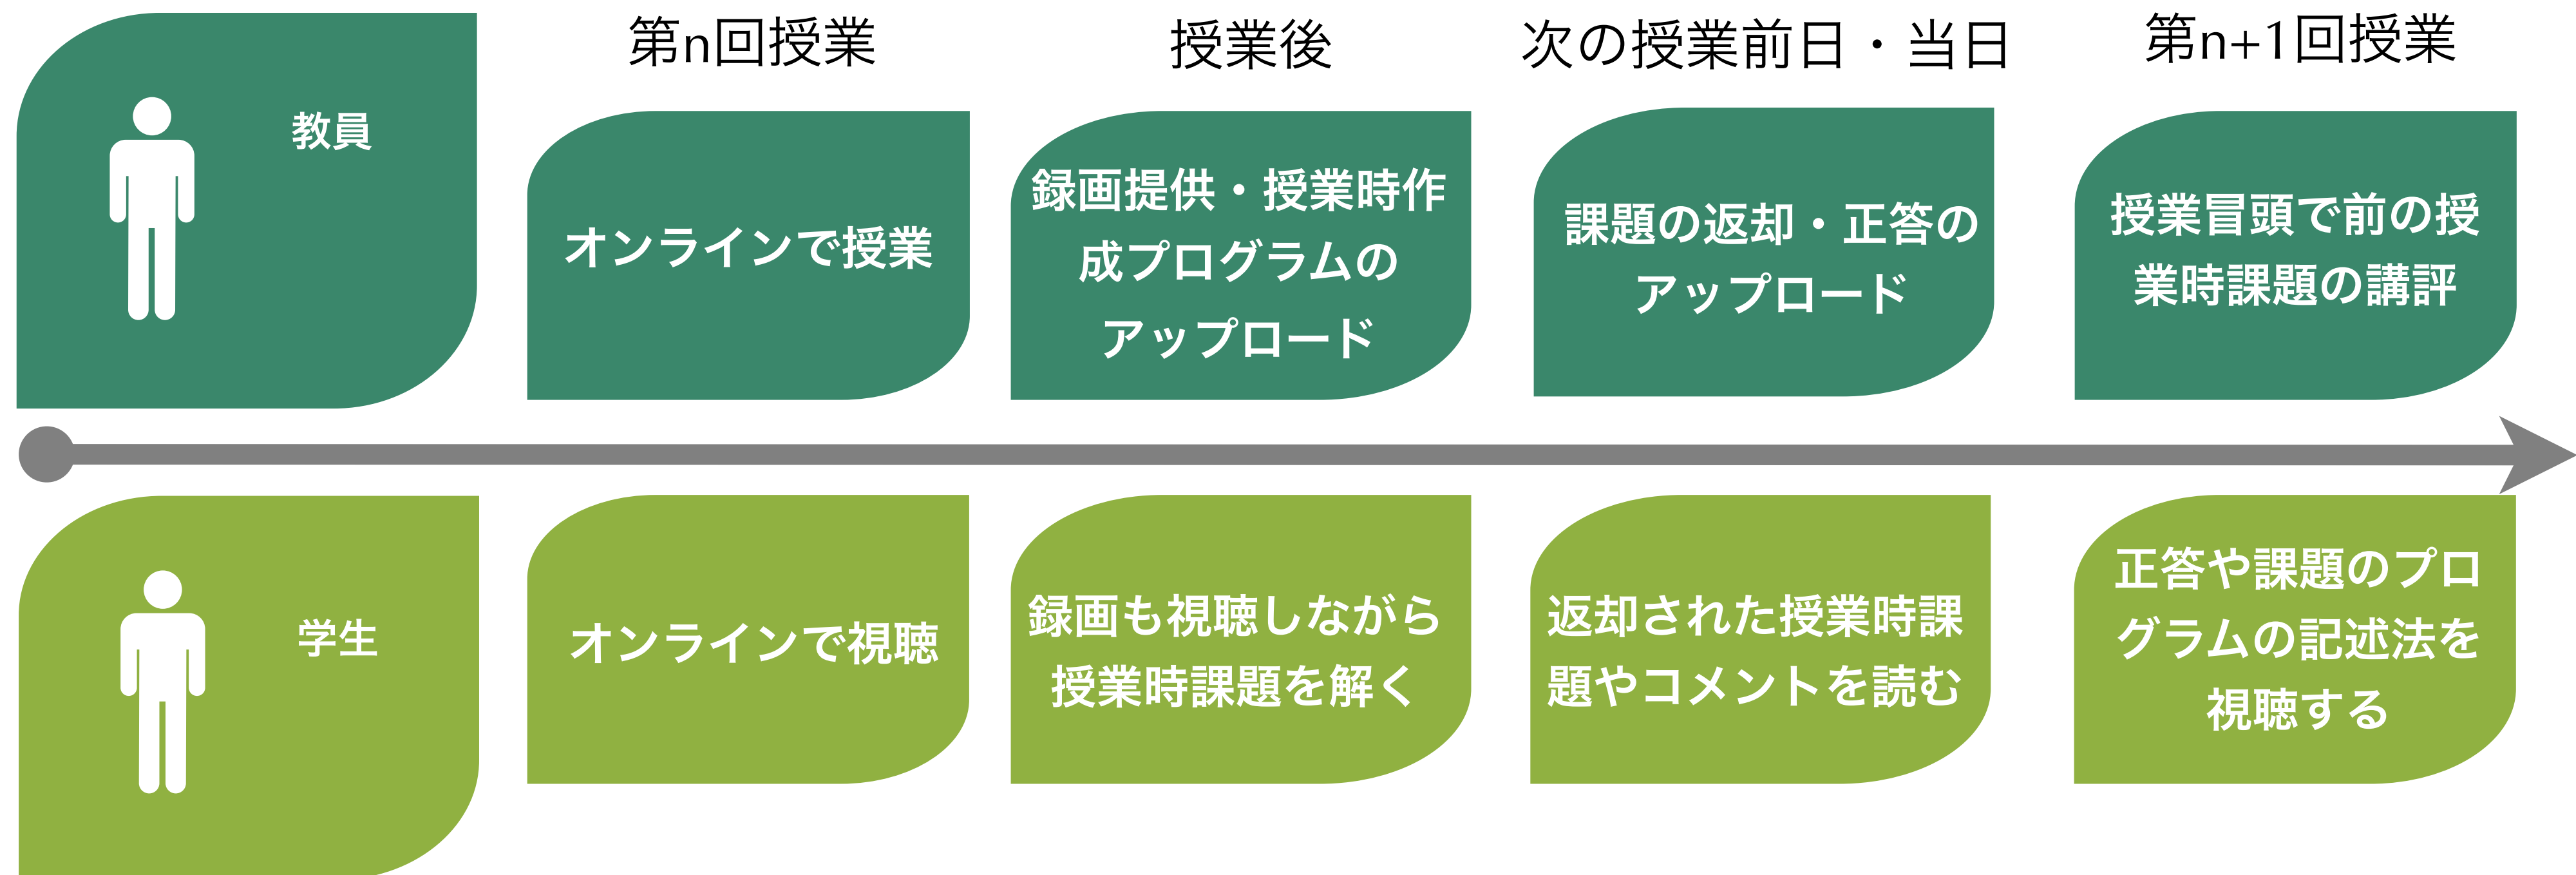 第n回授業
授業後
次の授業前日・当日
第n+1回授業
教員
オンラインで授業
録画提供・授業時作
成プログラムの
アップロード
課題の返却・正答の
アップロード
授業冒頭で前の授
業時課題の講評
学生
オンラインで視聴
録画も視聴しながら
授業時課題を解く
返却された授業時課
題やコメントを読む
正答や課題のプロ
グラムの記述法を
視聴する